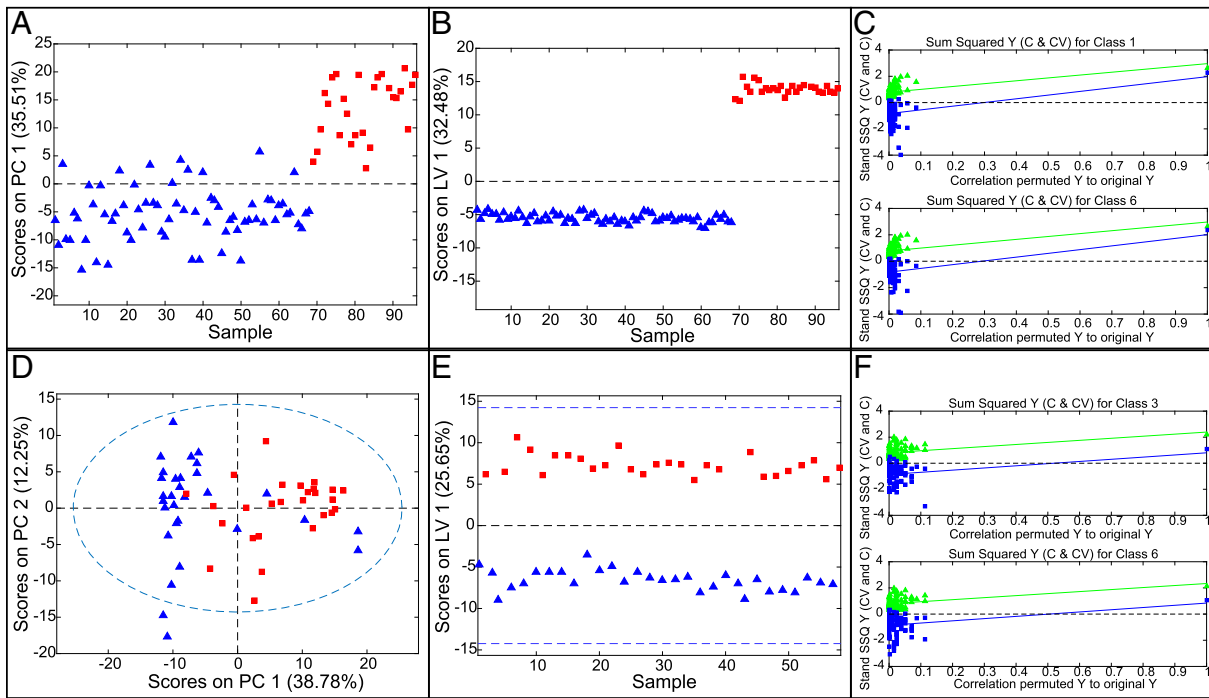 A
Scores on PC 1 (35.51%)
25
20
15
10
5
0
-5
-10
-15
-20
10 20 30 40 50 60 70 80 90
Sample
B
Scores on LV 1 (32.48%)
20
15
10
5
0
-5
-10
-15
10 20 30 40 50 60 70 80 90
Sample
C
Sum Squared Y (C & CV) for Class 1
Stand SSQ Y (CV and C)
4
2
0
-2
-4
0 0.1 0.2 0.3 0.4 0.5 0.6 0.7 0.8 0.9 1
Correlation permuted Y to original Y
Sum Squared Y (C & CV) for Class 6
Stand SSQ Y (CV and C)
4
2
0
-2
-4
0 0.1 0.2 0.3 0.4 0.5 0.6 0.7 0.8 0.9 1
Correlation permuted Y to original Y
D
Scores on PC 2 (12.25%)
15
10
5
0
-5
-10
-15
-20
-20 -10 0 10 20
Scores on PC 1 (38.78%)
E
Scores on LV 1 (25.65%)
15
10
5
0
-5
-10
-15
10 20 30 40 50
Sample
F
Sum Squared Y (C & CV) for Class 3
Stand SSQ Y (CV and C)
4
2
0
-2
-4
0 0.1 0.2 0.3 0.4 0.5 0.6 0.7 0.8 0.9 1
Correlation permuted Y to original Y
Sum Squared Y (C & CV) for Class 6
Stand SSQ Y (CV and C)
4
2
0
-2
-4
0 0.1 0.2 0.3 0.4 0.5 0.6 0.7 0.8 0.9 1
Correlation permuted Y to original Y